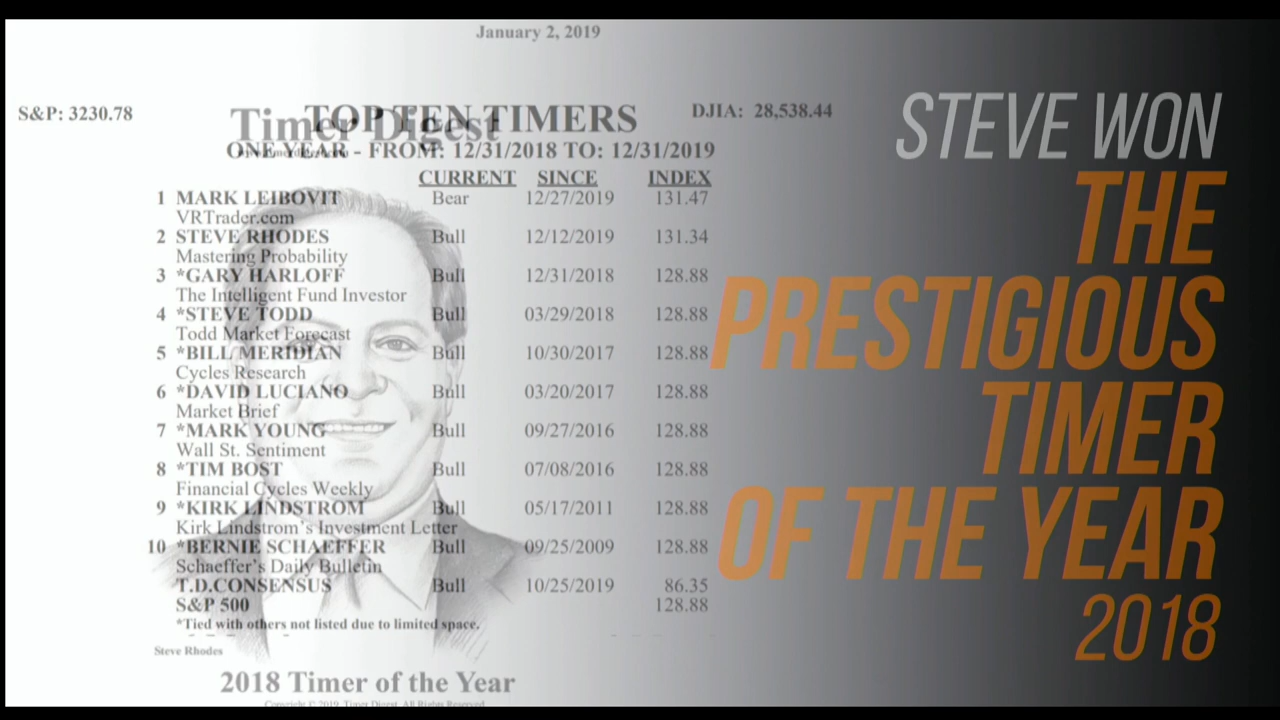 January 2, 2019
S&P: 3230.78
Timer Digest
TOP TEN TIMERS
DJIA: 28,538.44
ONE YEAR - FROM: 12/31/2018 TO: 12/31/2019
CURRENT SINCE INDEX
1 MARK LEIBOVIT Bear 12/27/2019 131.47
VRTrader.com
2 STEVE RHODES Bull 12/12/2019 131.34
Mastering Probability
3 *GARY HARLOFF Bull 12/31/2018 128.88
The Intelligent Fund Investor
4 *STEVE TODD Bull 03/29/2018 128.88
Todd Market Forecast
5 *BILL MERIDIAN Bull 10/30/2017 128.88
Cycles Research
6 *DAVID LUCIANO Bull 03/20/2017 128.88
Market Brief
7 *MARK YOUNG Bull 09/27/2016 128.88
Wall St. Sentiment
8 *TIM BOST Bull 07/08/2016 128.88
Financial Cycles Weekly
9 *KIRK LINDSTROM Bull 05/17/2011 128.88
Kirk Lindstrom's Investment Letter
10 *BERNIE SCHAEFFER Bull 09/25/2009 128.88
Schaeffer's Daily Bulletin
T.D.CONSENSUS Bull 10/25/2019 86.35
S&P 500 128.88
*Tied with others not listed due to limited space.
Steve Rhodes
2018 Timer of the Year
Copyright © 2019, Timer Digest, All Rights Reserved
STEVE WON
THE
PRESTIGIOUS
TIMER
OF THE YEAR
2018